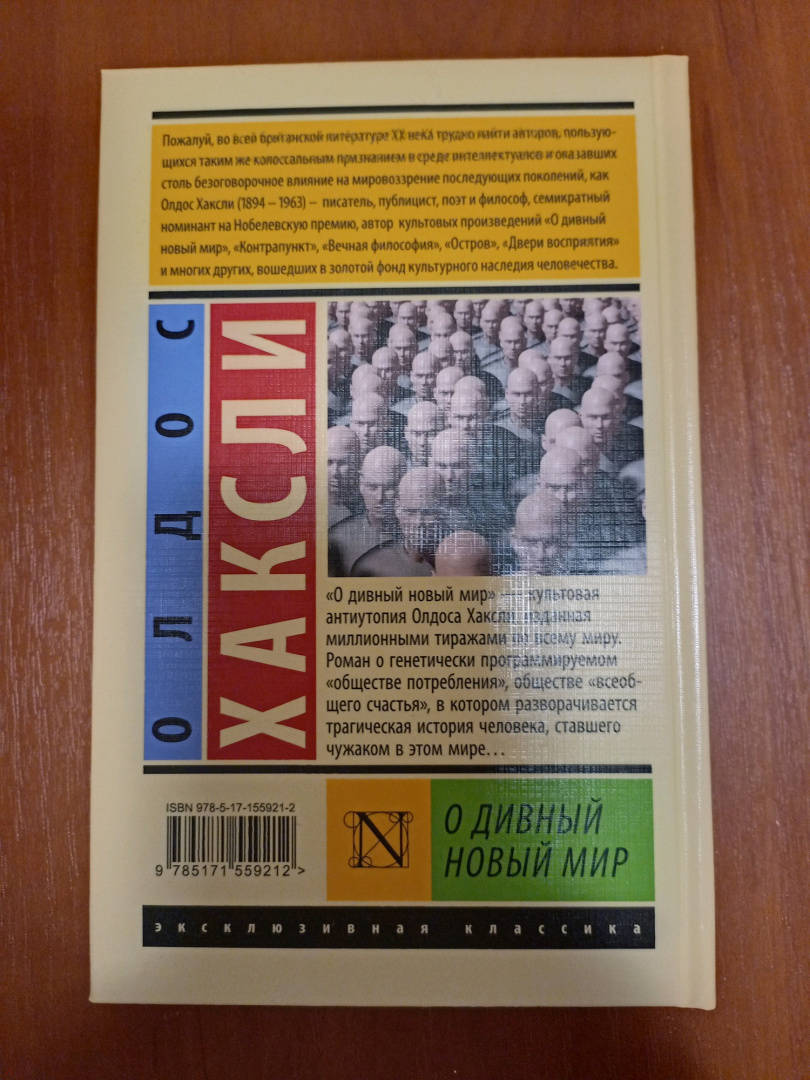 Пожалуй, во всей британской литературе XX века трудно найти авторов, пользую-
щихся таким же колоссальным признанием в среде интеллектуалов и оказавших
столь безоговорочное влияние на мировоззрение последующих поколений, как
Олдос Хаксли (1894 – 1963) – писатель, публицист, поэт и философ, семикратный
номинант на Нобелевскую премию, автор культовых произведений «О дивный
новый мир», «Контрапункт», «Вечная философия», «Остров», «Двери восприятия»
и многих других, вошедших в золотой фонд культурного наследия человечества.
ОЛДОС
ХАКСЛИ
«О дивный новый мир» — культовая
антиутопия Олдоса Хаксли, изданная
миллионными тиражами по всему миру.
Роман о генетически программируемом
«обществе потребления», обществе «всеоб-
щего счастья», в котором разворачивается
трагическая история человека, ставшего
чужаком в этом мире…
ISBN 978-5-17-155921-2
9 785171 559212 >
N
О ДИВНЫЙ
НОВЫЙ МИР
эксклюзивная классика